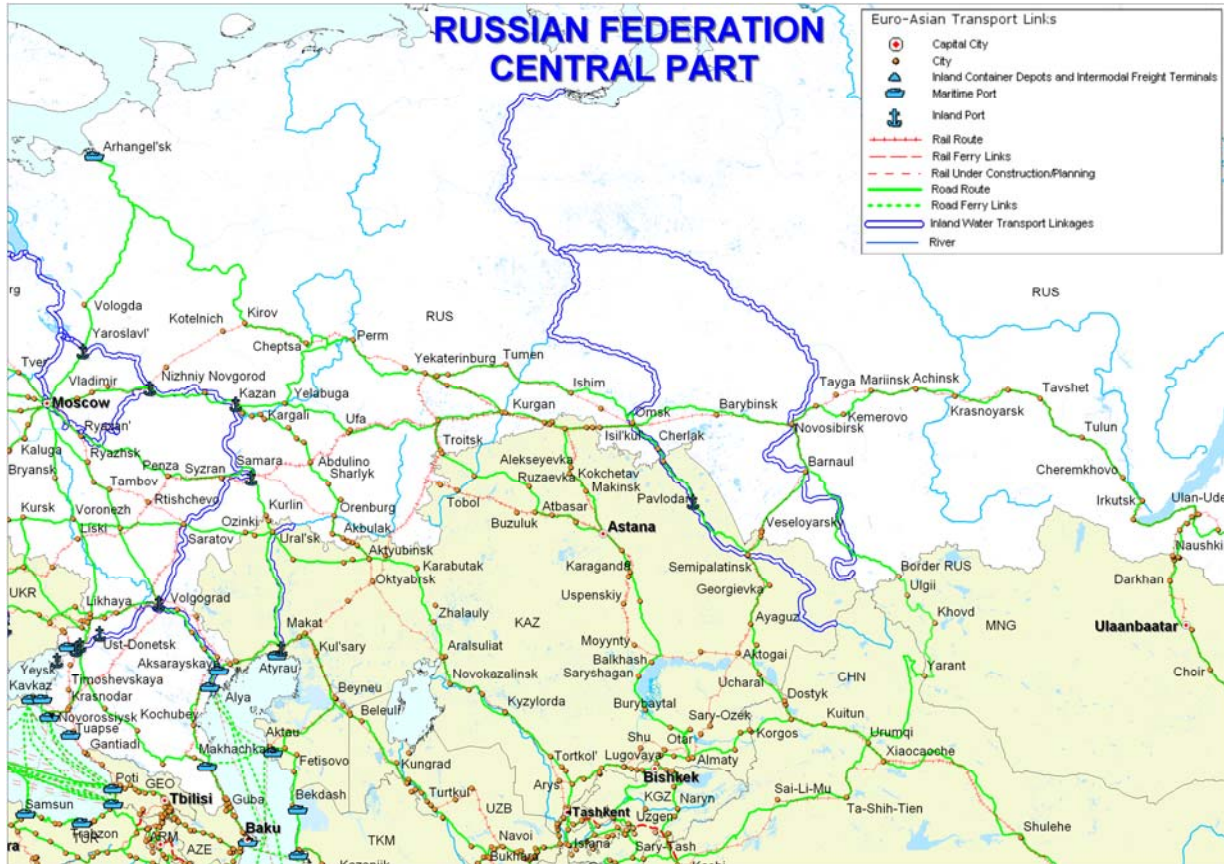 RUSSIAN FEDERATION
CENTRAL PART
Euro-Asian Transport Links
Capital City
City
Inland Container Depots and Intermodal Freight Terminals
Maritime Port
Inland Port
Rail Route
Rail Ferry Links
Rail Under Construction/Planning
Road Route
Road Ferry Links
Inland Water Transport Linkages
River
Arhangel'sk
rg
Vologda
Kotelnich
Kirov
RUS
RUS
Yaroslavl'
Cheptsa
Perm
Tver'
Vladimir
Nizhniy Novgorod
Yekaterinburg
Tumen
Moscow
Kazan
Yelabuga
Ishim
Tayga
Mariinsk
Achinsk
Tavshet
Kargali
Ufa
Kurgan
Omsk
Barybinsk
Kemerovo
Krasnoyarsk
Ryazan'
Novosibirsk
Tulun
Kaluga
Ryazhsk
Troitsk
Isil'kul'
Cherlak
Bryansk
Penza
Syzran
Samara
Abdulino
Alekseyevka
Kokchetav
Barnaul
Cheremkhovo
Tambov
Sharlyk
Ruzaevka
Makinsk
Rtishchevo
Tobol
Pavlodar
Irkutsk
Ulan-Ude
Kursk
Voronezh
Kurlin
Orenburg
Buzuluk
Atbasar
Liski
Ozinki
Akbulak
Astana
Veseloyarsk
Saratov
Ural'sk
Naushki
Aktyubinsk
Semipalatinsk
Karabutak
Karaganda
Border RUS
Oktyabrsk
Georgievka
Ulgii
Darkhan
UKR
Likhaya
Volgograd
Uspenskiy
Zhalauly
KAZ
Khovd
MNG
Ust-Donetsk
Makat
Ayaguz
Ulaanbaatar
Kul'sary
Aralsuliat
Moyynty
Yeysk
Aksarayskaya
Atyrau
Aktogai
Balkhash
Yarant
Choir
Timoshevskaya
Saryshagan
CHN
Kavkaz
Krasnodar
Alya
Novokazalinsk
Ucharal
Beyneu
Dostyk
Novorossiysk
Kochubey
Beleuli
Kyzylorda
Burybaytal
Tuapse
Sary-Ozek
Kuitun
Aktau
Shu
Otar
Korgos
Urumqi
Gantiadi
Makhachkala
Tortkol'
Lugovaya
Xiaocaoche
Fetisovo
Almaty
Kungrad
Arys
Bishkek
Poti
GEO
Tbilisi
Guba
Bekdash
Turtkul
KGZ
Naryn
Sai-Li-Mu
Samsun
UZB
Tashkent
Uzgen
Ta-Shih-Tien
Trabzon
ARM
Baku
Shulehe
TUR
AZE
TKM
Navoi
Isfana
Sary-Tash
ra
Bukhara